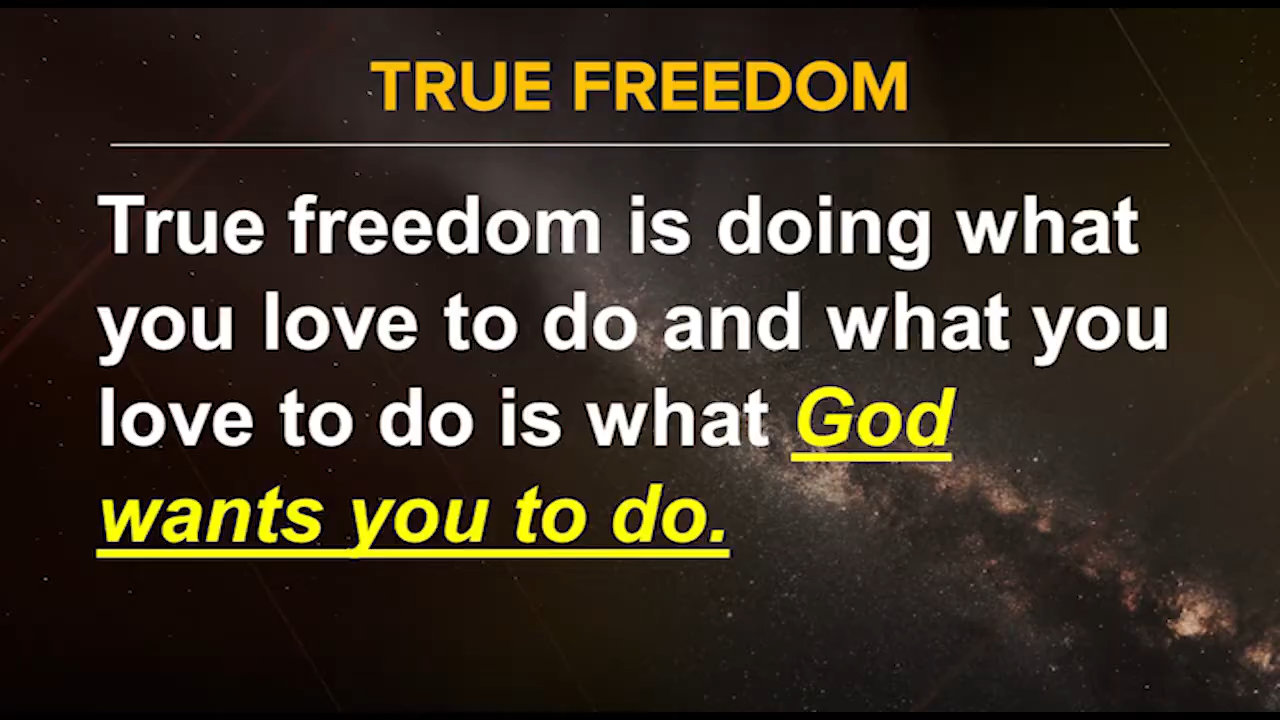 TRUE FREEDOM
True freedom is doing what
you love to do and what you
love to do is what God
wants you to do.